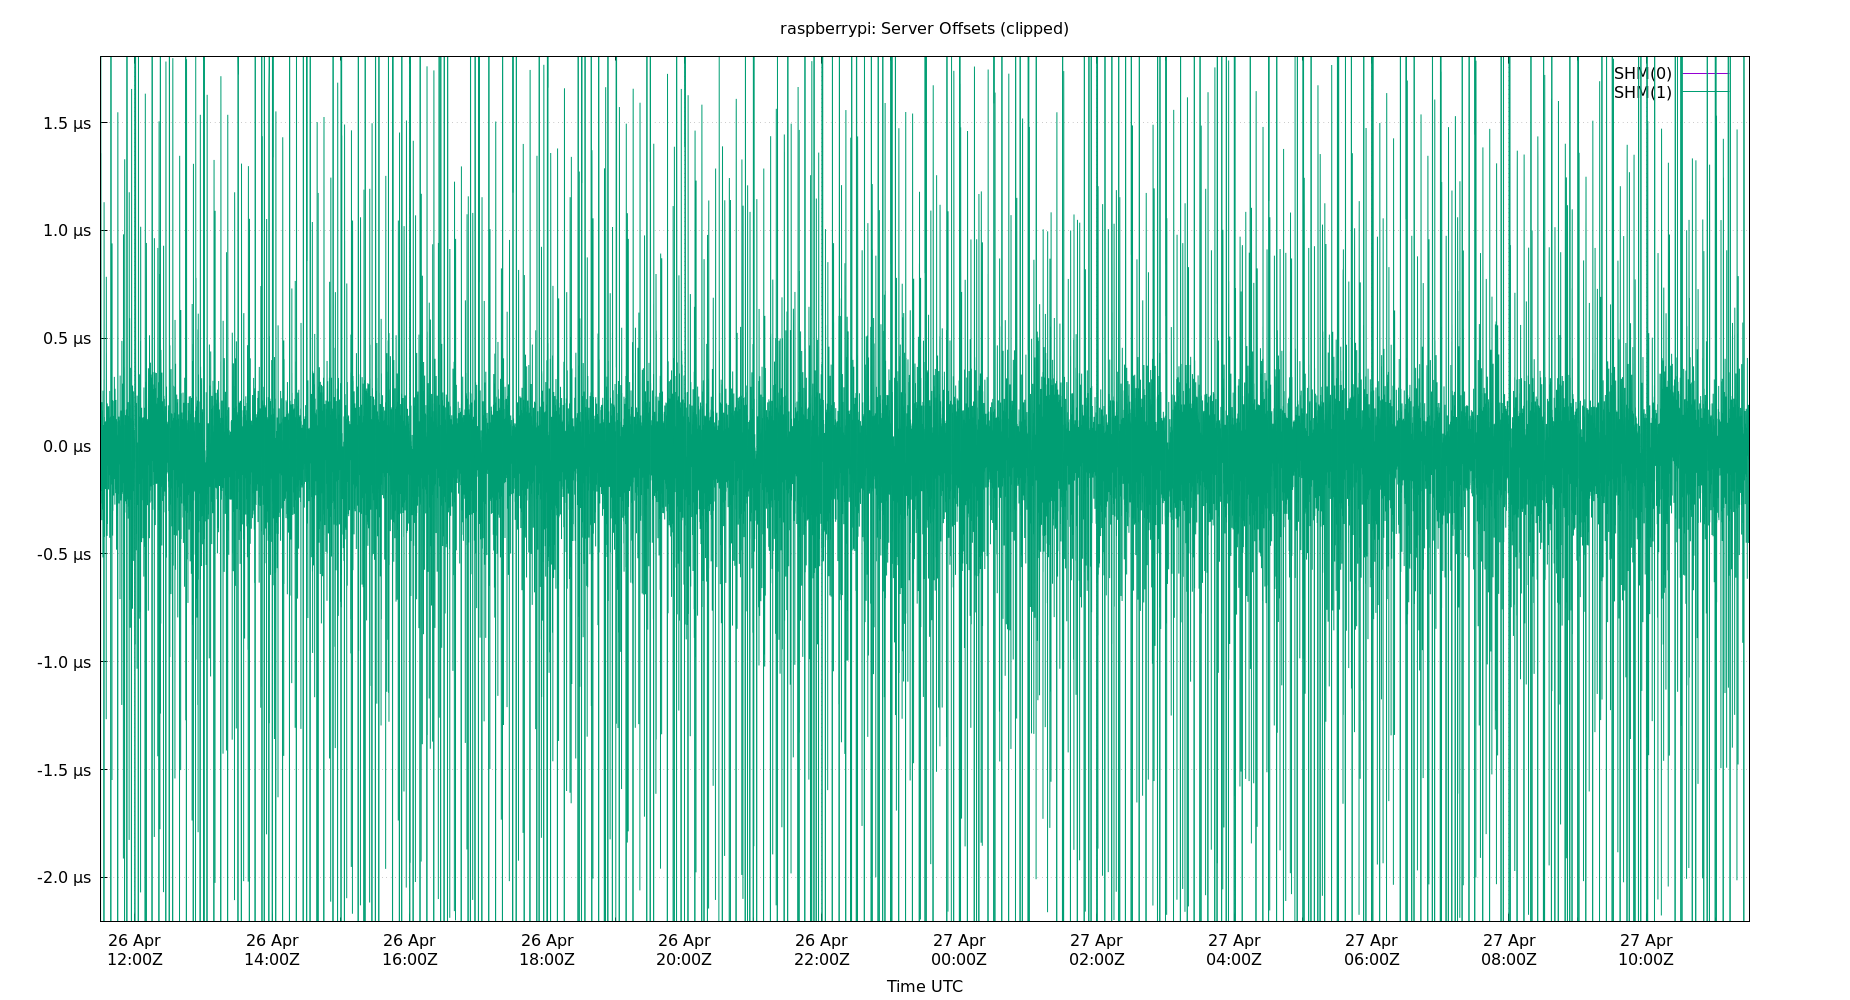 raspberrypi: Server Offsets (clipped)
SHM(0)
SHM(1)
1.5 µs
1.0 µs
0.5 µs
0.0 µs
-0.5 µs
-1.0 µs
-1.5 µs
-2.0 µs
26 Apr 26 Apr 26 Apr 26 Apr 26 Apr 26 Apr 27 Apr 27 Apr 27 Apr 27 Apr 27 Apr 27 Apr
12:00Z 14:00Z 16:00Z 18:00Z 20:00Z 22:00Z 00:00Z 02:00Z 04:00Z 06:00Z 08:00Z 10:00Z
Time UTC